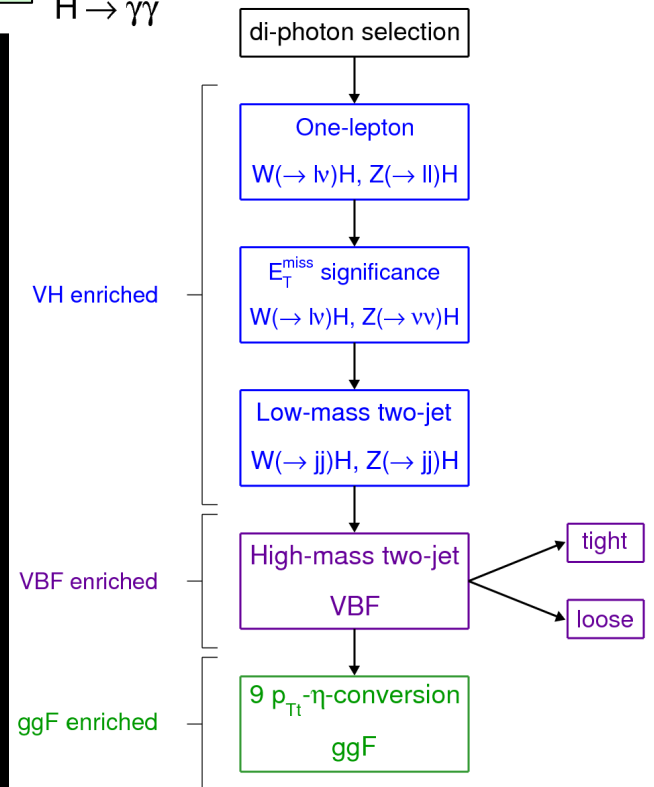 H → γγ
di-photon selection
One-lepton
W(→ lν)H, Z(→ ll)H
E_T^miss significance
W(→ lν)H, Z(→ νν)H
VH enriched
Low-mass two-jet
W(→ jj)H, Z(→ jj)H
High-mass two-jet
VBF
tight
loose
VBF enriched
9 p_Tt-η-conversion
ggF
ggF enriched